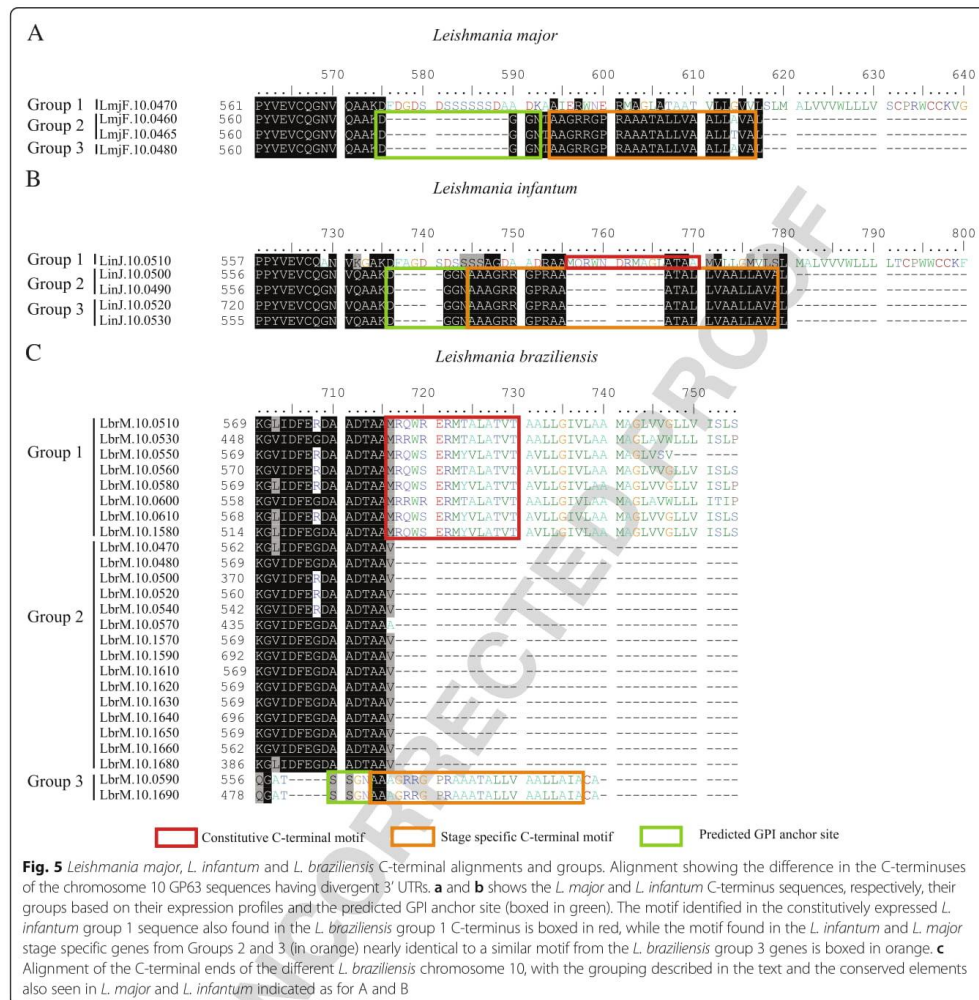 A
Leishmania major
570 580 590 600 610 620 630 640
Group 1 LmjF.10.0470 561 PYVEVCQGNV QAAKDFDGDS DSSSSSSDAA DKAAIERWNE RMAGLATAAT VLLGMVLSLM ALVVVWLLLV SCPRWCCKVG
Group 2 LmjF.10.0460 560 PYVEVCQGNV QAAKD----- ---------G GNTAAGRRGP RAAATALLVA ALLAVAL--- ---------- ----------
LmjF.10.0465 560 PYVEVCQGNV QAAKD----- ---------G GNTAAGRRGP RAAATALLVA ALLTVAL--- ---------- ----------
Group 3 LmjF.10.0480 560 PYVEVCQGNV QAAKD----- ---------G GNTAAGRRGP RAAATALLVA ALLAVAL--- ---------- ----------
B
Leishmania infantum
730 740 750 760 770 780 790 800
Group 1 LinJ.10.0510 557 PPYVEVCQAN VKGAKDFAGD SDSSSSAGDA ADRAAMQRWN DRMAGLATAA MVLLGMVLSL MALVVVWLLL LTCPWWCCKF
Group 2 LinJ.10.0500 556 PPYVEVCQGN VQAAKD---- --GGNAAAGRR GPRAA----- ------ATAL LVAALLAVAL ---------- ----------
LinJ.10.0490 556 PPYVEVCQGN VQAAKD---- --GGNAAAGRR GPRAA----- ------ATAL LVAALLAVAL ---------- ----------
Group 3 LinJ.10.0520 720 PPYVEVCQGN VQAAKD---- --GGNAAAGRR GPRAA----- ------ATAL LVAALLAVAL ---------- ----------
LinJ.10.0530 555 PPYVEVCQGN VQAAKD---- --GGNAAAGRR GPRAA----- ------ATAL LVAALLAVAL ---------- ----------
C
Leishmania braziliensis
710 720 730 740 750
Group 1
LbrM.10.0510 569 KGLIDFERDA ADTAAMRQWR ERMTALATVT AALLGIVLAA MAGLVVGLLV ISLS
LbrM.10.0530 448 KGVIDFEGDA ADTAAMRRWR ERMTALATVT AALLGIVLAA MAGLAVWLLL ISLP
LbrM.10.0550 569 KGVIDFERDA ADTAAMRQWS ERMYVLATVT AVLLGIVLAA MAGLVSV--- ----
LbrM.10.0560 570 KGVIDFEGDA ADTAAMRQWS ERMTALATVT AALLGIVLAA MAGLVVGLLV ISLS
LbrM.10.0580 569 KGLIDFERDA ADTAAMRQWS ERMYVLATVT AVLLGIVLAA MAGLVVGLLV ISLS
LbrM.10.0600 558 KGVIDFEGDA ADTAAMRRWR ERMTALATVT AALLGIVLAA MAGLAVWLLL ITIP
LbrM.10.0610 568 KGLIDFERDA ADTAAMRQWS ERMYVLATVT AVLLGIVLAA MAGLVVGLLV ISLS
LbrM.10.1580 514 KGLIDFERDA ADTAAMRQWS ERMYVLATVT AVLLGIVLAA MAGLVVGLLV ISLS
Group 2
LbrM.10.0470 562 KGLIDFEGDA ADTAAV---- ---------- ---------- ---------- ----
LbrM.10.0480 569 KGVIDFEGDA ADTAAV---- ---------- ---------- ---------- ----
LbrM.10.0500 370 KGVIDFERDA ADTAAV---- ---------- ---------- ---------- ----
LbrM.10.0520 560 KGVIDFERDA ADTAAV---- ---------- ---------- ---------- ----
LbrM.10.0540 542 KGVIDFERDA ADTAAV---- ---------- ---------- ---------- ----
LbrM.10.0570 435 KGVIDFEGDA ADTAAA---- ---------- ---------- ---------- ----
LbrM.10.1570 569 KGVIDFEGDA ADTAAV---- ---------- ---------- ---------- ----
LbrM.10.1590 692 KGVIDFEGDA ADTAAV---- ---------- ---------- ---------- ----
LbrM.10.1610 569 KGVIDFEGDA ADTAAV---- ---------- ---------- ---------- ----
LbrM.10.1620 569 KGVIDFEGDA ADTAAV---- ---------- ---------- ---------- ----
LbrM.10.1630 569 KGVIDFEGDA ADTAAV---- ---------- ---------- ---------- ----
LbrM.10.1640 696 KGVIDFEGDA ADTAAV---- ---------- ---------- ---------- ----
LbrM.10.1650 569 KGVIDFEGDA ADTAAV---- ---------- ---------- ---------- ----
LbrM.10.1660 562 KGVIDFEGDA ADTAAV---- ---------- ---------- ---------- ----
LbrM.10.1680 386 KGLIDFEGDA ADTAAV---- ---------- ---------- ---------- ----
Group 3
LbrM.10.0590 556 QGAT-----S SSGNAAAGRRG PRAAATALLV AALLAIACA- ---------- ----
LbrM.10.1690 478 QGAT-----S SSGNAAAGRRG PRAAATALLV AALLAIACA- ---------- ----
Constitutive C-terminal motif Stage specific C-terminal motif Predicted GPI anchor site
Fig. 5 Leishmania major, L. infantum and L. braziliensis C-terminal alignments and groups. Alignment showing the difference in the C-terminuses
of the chromosome 10 GP63 sequences having divergent 3' UTRs. a and b shows the L. major and L. infantum C-terminus sequences, respectively, their
groups based on their expression profiles and the predicted GPI anchor site (boxed in green). The motif identified in the constitutively expressed L.
infantum group 1 sequence also found in the L. braziliensis group 1 C-terminus is boxed in red, while the motif found in the L. infantum and L. major
stage specific genes from Groups 2 and 3 (in orange) nearly identical to a similar motif from the L. braziliensis group 3 genes is boxed in orange. c
Alignment of the C-terminal ends of the different L. braziliensis chromosome 10, with the grouping described in the text and the conserved elements
also seen in L. major and L. infantum indicated as for A and B
UNCORRECTED PROOF